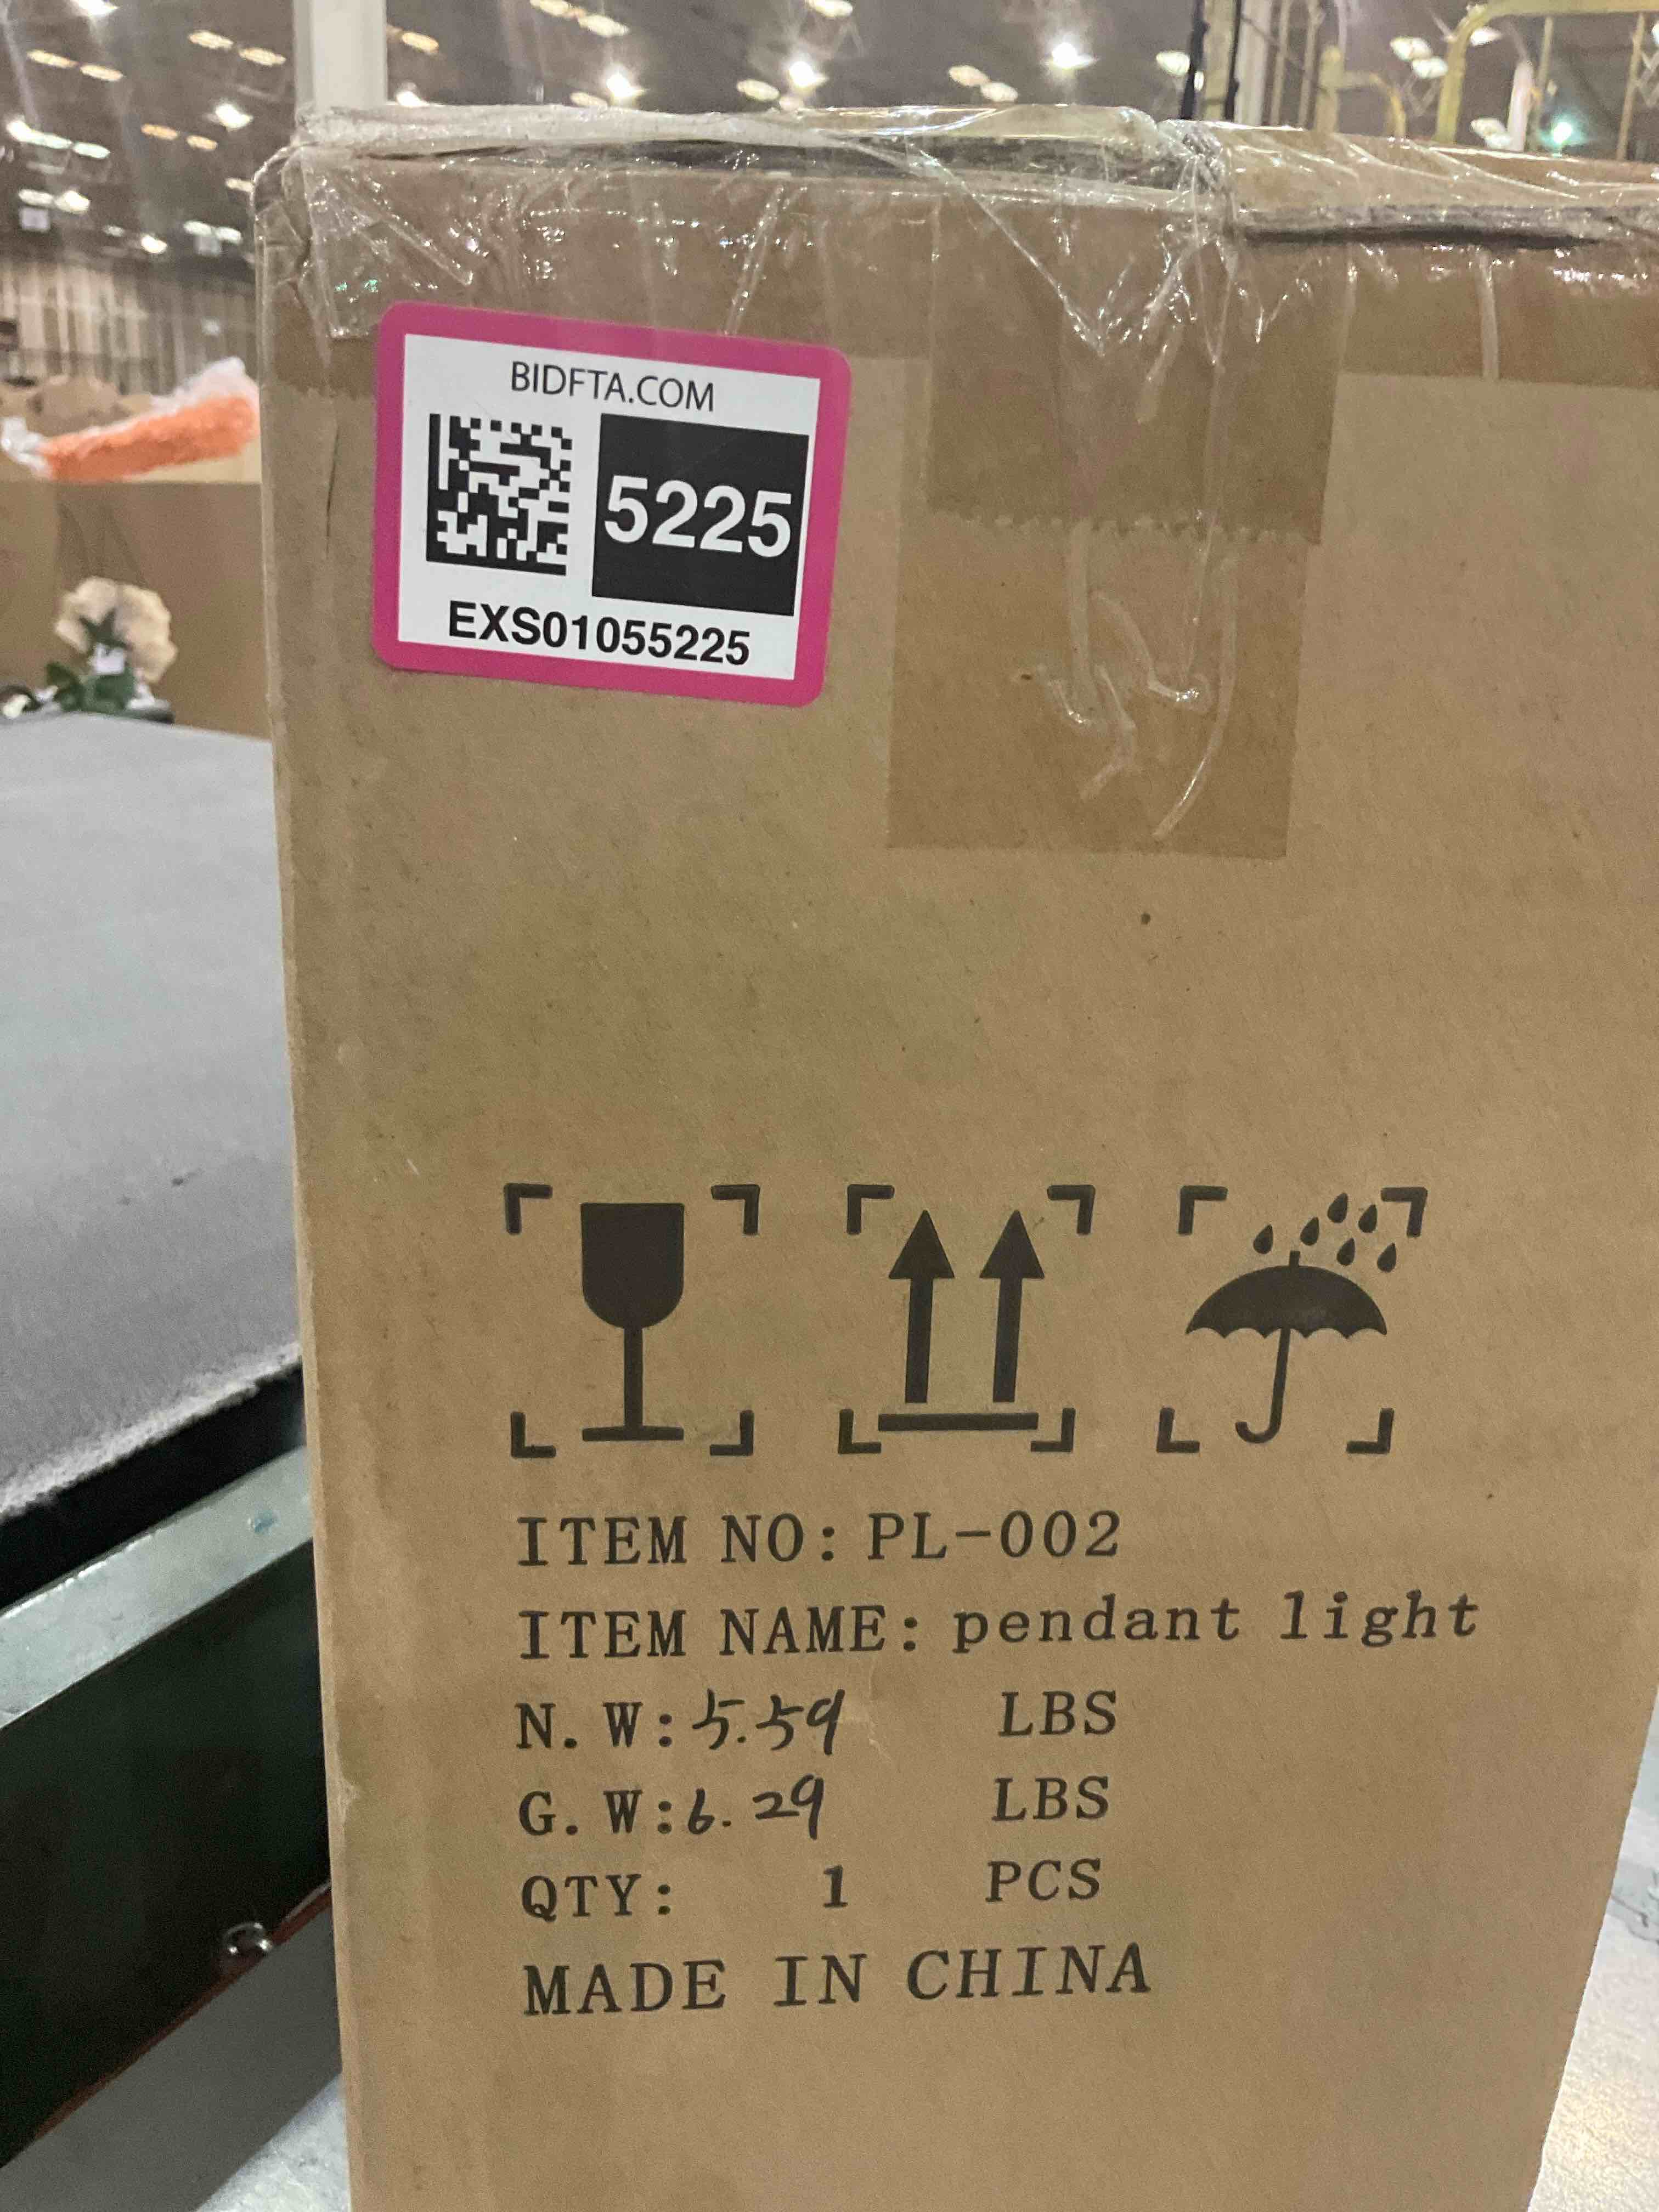 BIDFTA.COM
5225
EXS01055225
ITEM NO: PL-002
ITEM NAME: pendant light
N. W: 5.59 LBS
G. W: 6.29 LBS
QTY: 1 PCS
MADE IN CHINA